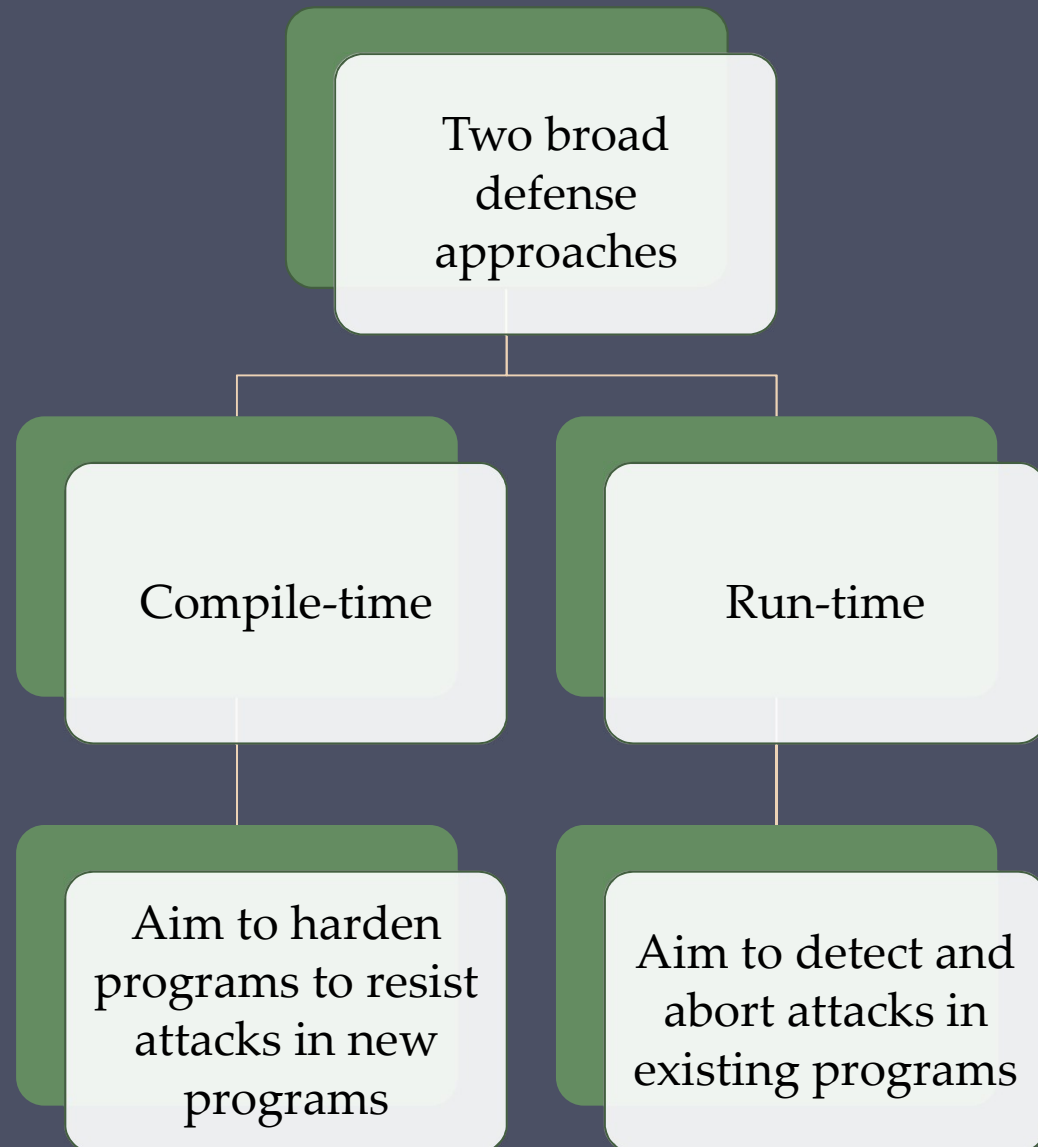 Two broad
defense
approaches
Compile-time
Run-time
Aim to harden
programs to resist
attacks in new
programs
Aim to detect and
abort attacks in
existing programs